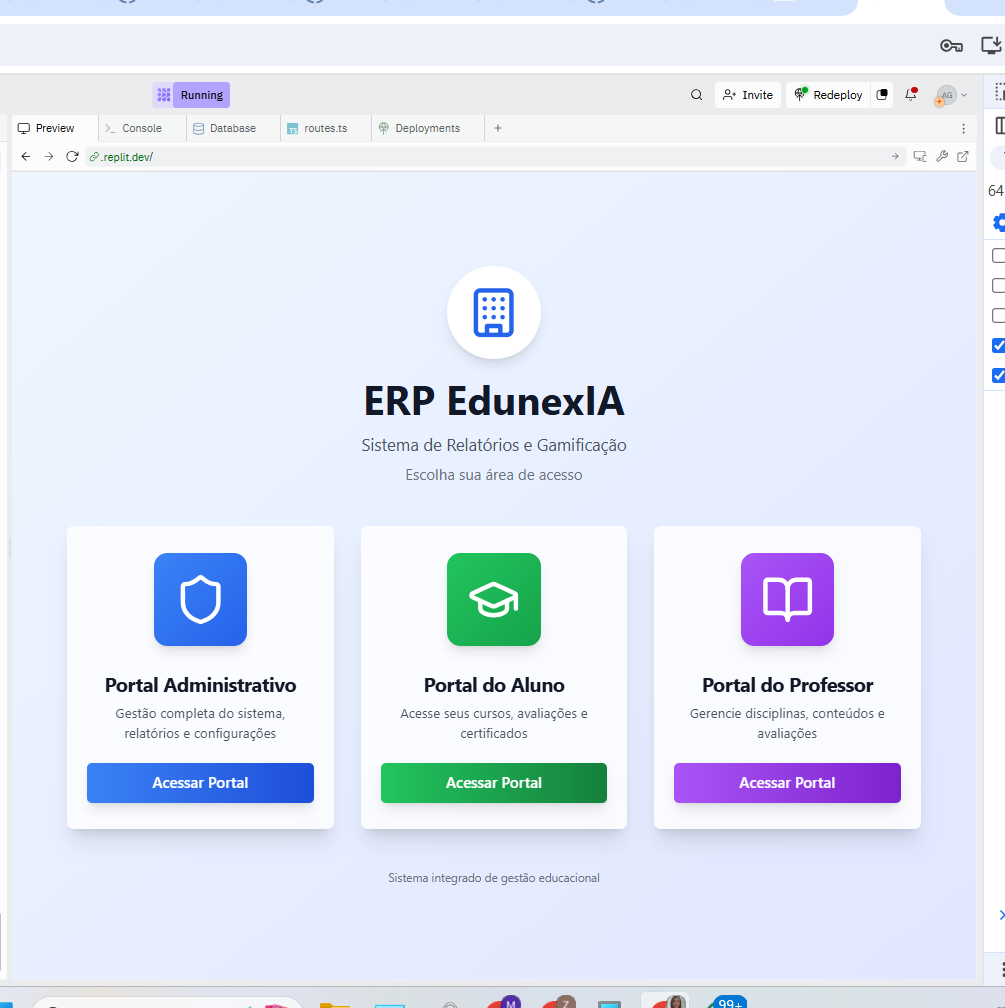 Running
Invite
Redeploy
AG
Preview
Console
Database
TS routes.ts
Deployments
.replit.dev/
64
ERP EdunexIA
Sistema de Relatórios e Gamificação
Escolha sua área de acesso
Portal Administrativo
Gestão completa do sistema,
relatórios e configurações
Acessar Portal
Portal do Aluno
Acesse seus cursos, avaliações e
certificados
Acessar Portal
Portal do Professor
Gerencie disciplinas, conteúdos e
avaliações
Acessar Portal
Sistema integrado de gestão educacional
M
Z
99+